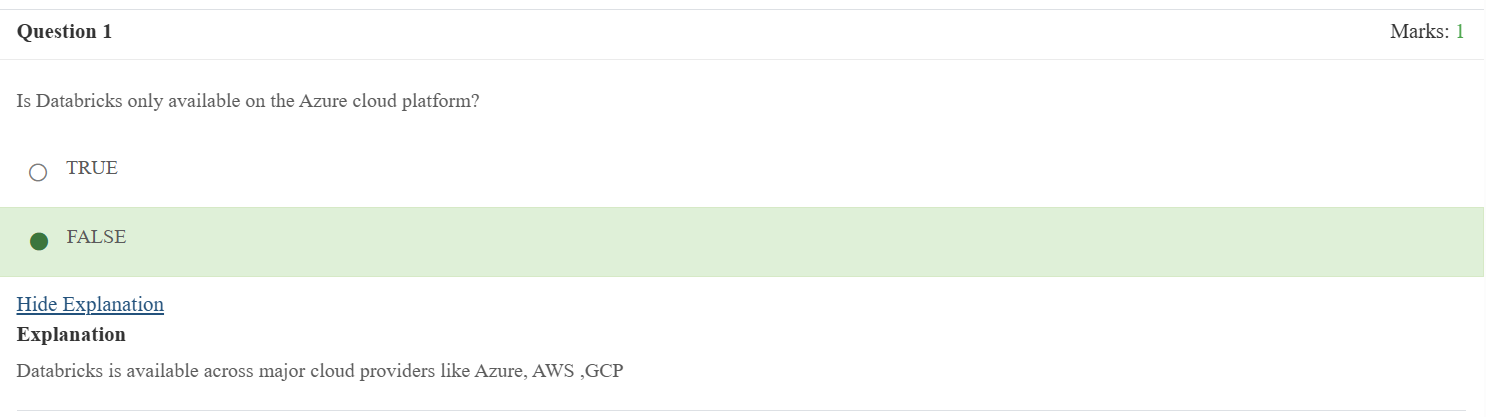 Question 1
Marks: 1
Is Databricks only available on the Azure cloud platform?
TRUE
FALSE
Hide Explanation
Explanation
Databricks is available across major cloud providers like Azure, AWS ,GCP